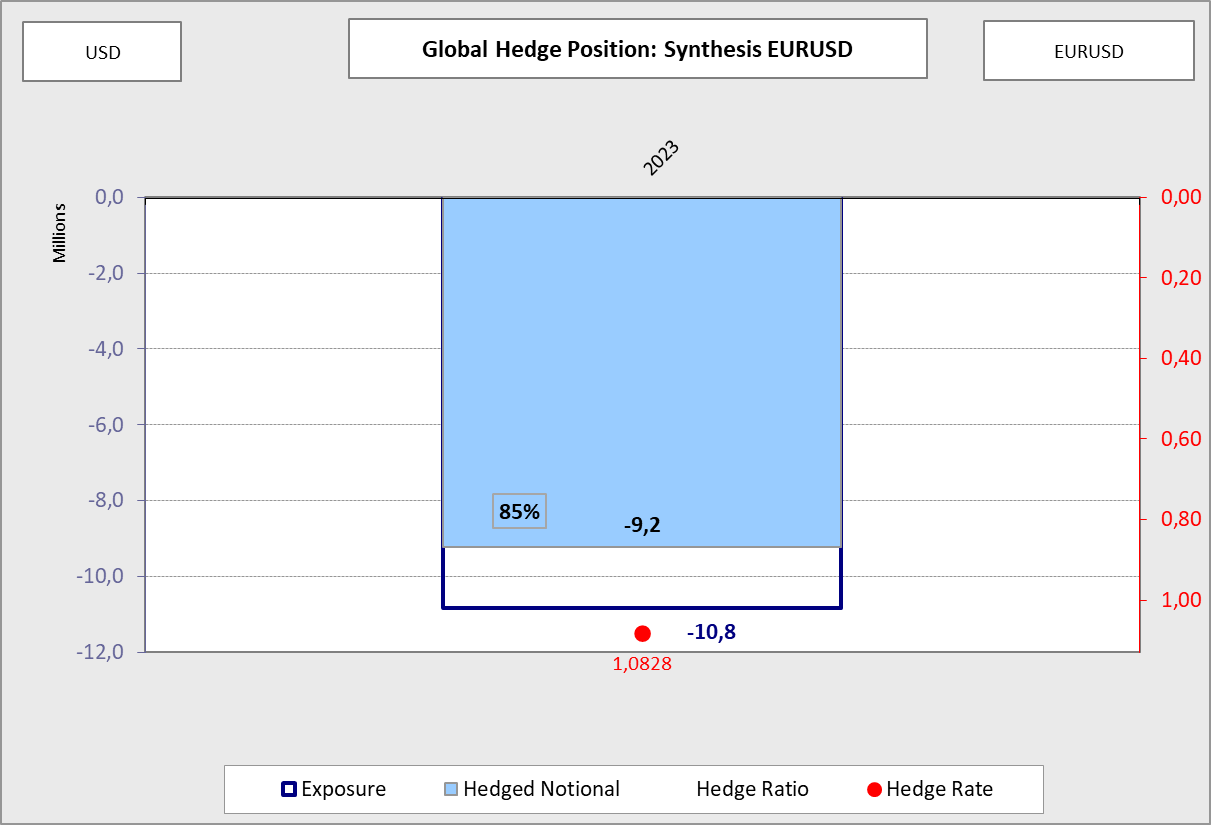 USD
Global Hedge Position: Synthesis EURUSD
EURUSD
2023
Millions
0,0
-2,0
-4,0
-6,0
-8,0
-10,0
-12,0
0,00
0,20
0,40
0,60
0,80
1,00
85%
-9,2
-10,8
1,0828
Exposure
Hedged Notional
Hedge Ratio
Hedge Rate